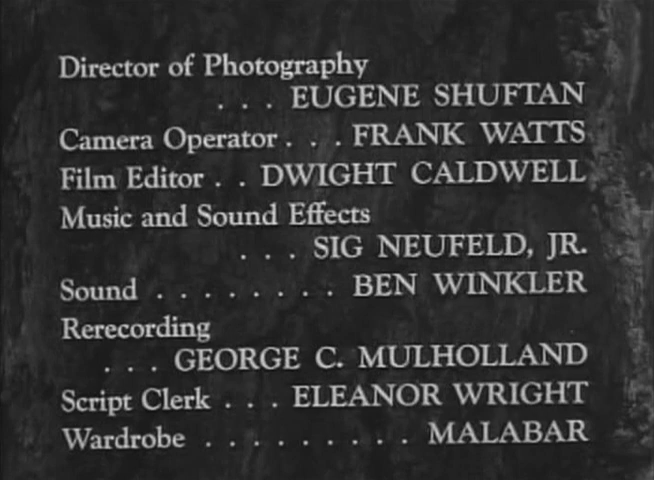 Director of Photography
. . . EUGENE SHUFTAN
Camera Operator . . . FRANK WATTS
Film Editor . . DWIGHT CALDWELL
Music and Sound Effects
. . . SIG NEUFELD, JR.
Sound . . . . . . . . BEN WINKLER
Rerecording
. . . GEORGE C. MULHOLLAND
Script Clerk . . . ELEANOR WRIGHT
Wardrobe . . . . . . . . . MALABAR